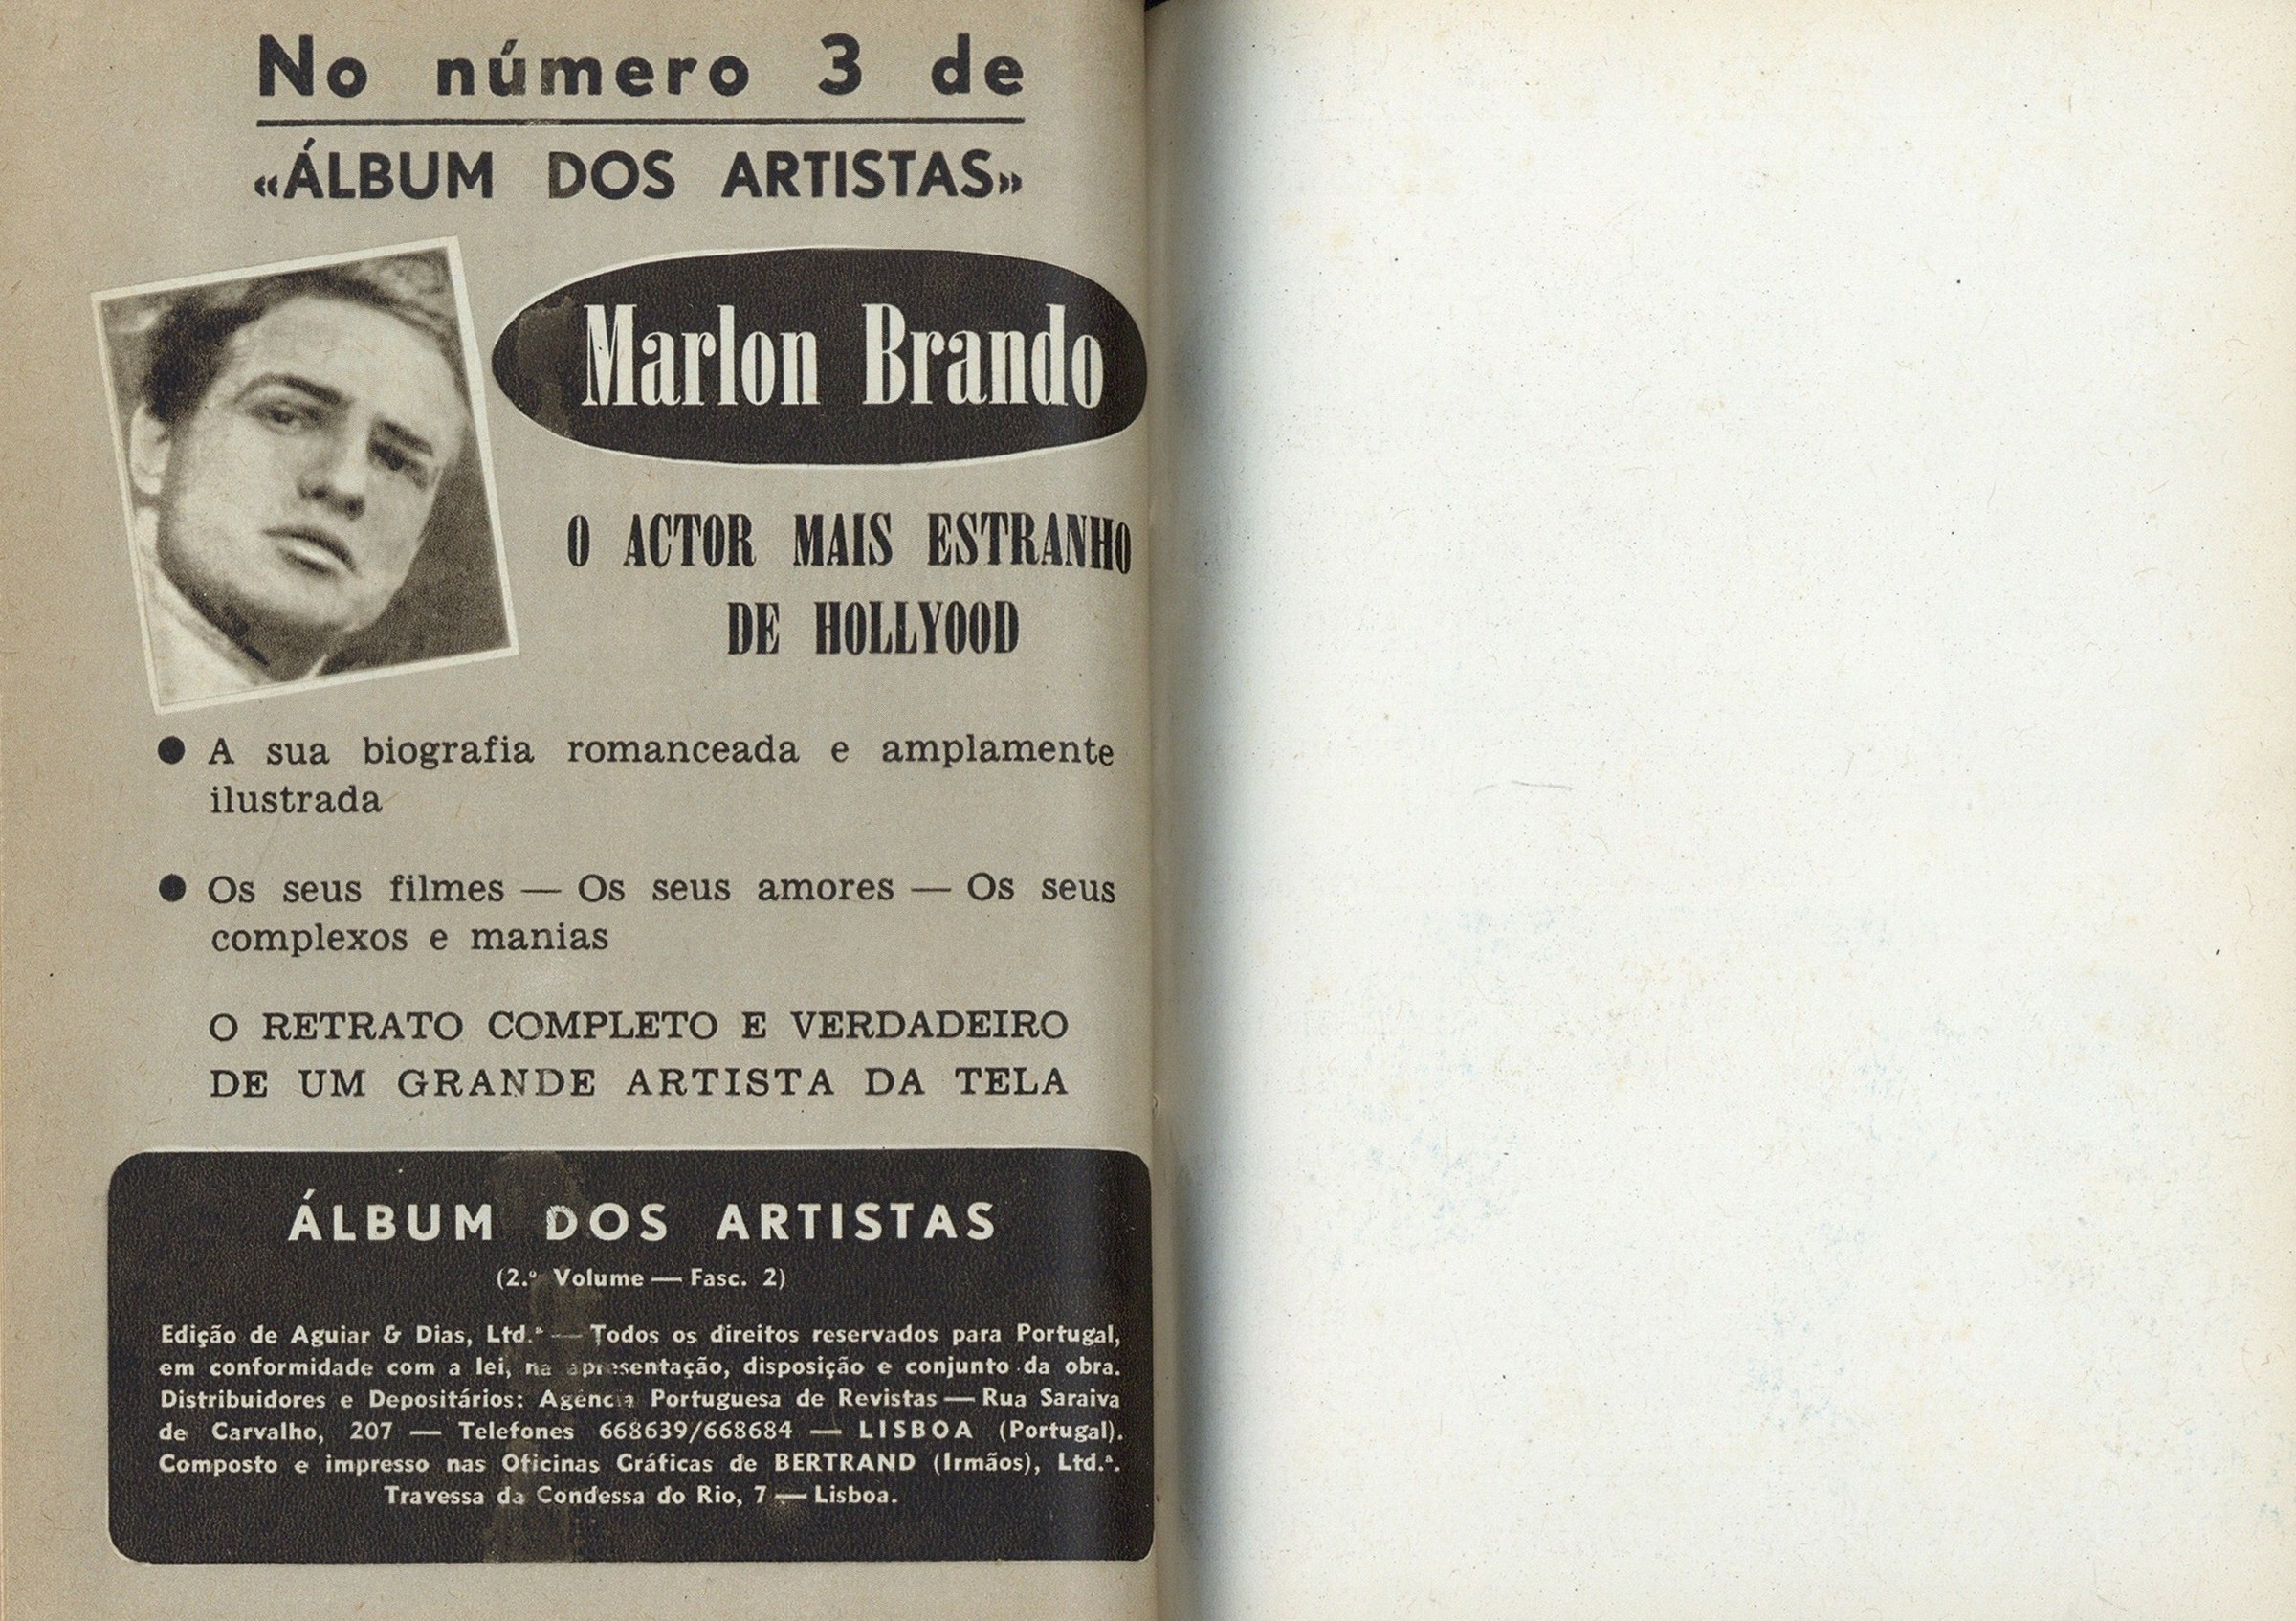 No número 3 de
«ÁLBUM DOS ARTISTAS»
Marlon Brando
O ACTOR MAIS ESTRANHO
DE HOLLYOOD
● A sua biografia romanceada e amplamente
ilustrada
● Os seus filmes — Os seus amores — Os seus
complexos e manias
O RETRATO COMPLETO E VERDADEIRO
DE UM GRANDE ARTISTA DA TELA
ÁLBUM DOS ARTISTAS
(2.º Volume — Fasc. 2)
Edição de Aguiar & Dias, Ltd.ª — Todos os direitos reservados para Portugal,
em conformidade com a lei, na apresentação, disposição e conjunto da obra.
Distribuidores e Depositários: Agência Portuguesa de Revistas — Rua Saraiva
de Carvalho, 207 — Telefones 668639/668684 — LISBOA (Portugal).
Composto e impresso nas Oficinas Gráficas de BERTRAND (Irmãos), Ltd.ª.
Travessa da Condessa do Rio, 7 — Lisboa.